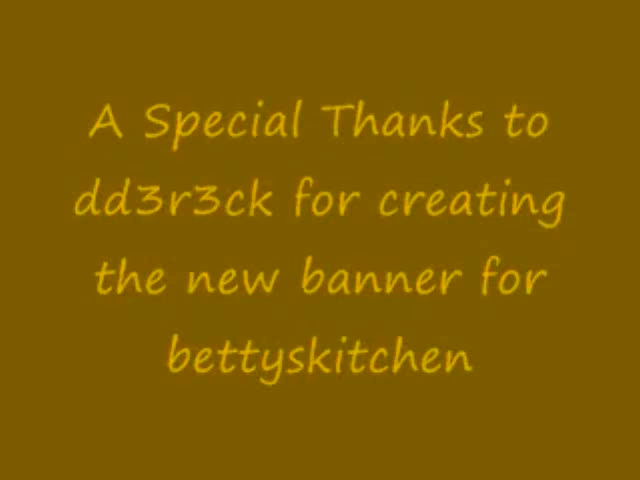 A Special Thanks to
dd3r3ck for creating
the new banner for
bettyskitchen